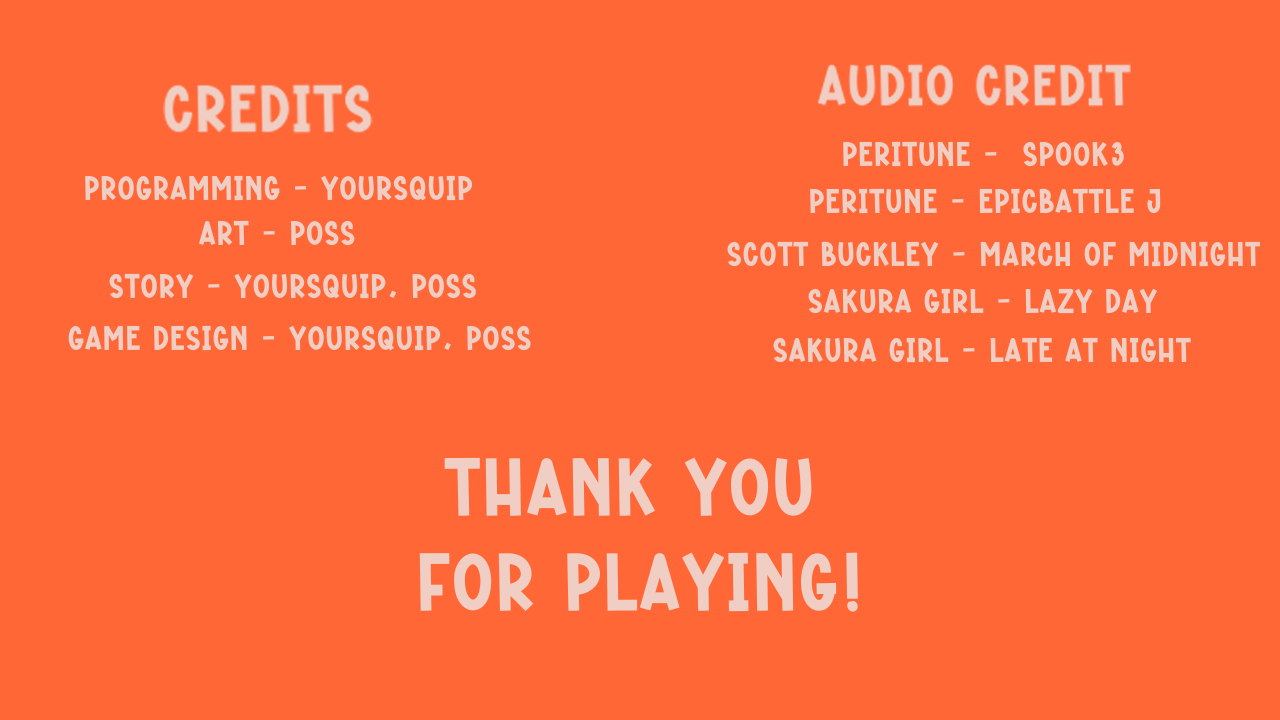 CREDITS
PROGRAMMING - YOURSQUIP
ART - POSS
STORY - YOURSQUIP, POSS
GAME DESIGN - YOURSQUIP, POSS
AUDIO CREDIT
PERITUNE - SPOOK3
PERITUNE - EPICBATTLE J
SCOTT BUCKLEY - MARCH OF MIDNIGHT
SAKURA GIRL - LAZY DAY
SAKURA GIRL - LATE AT NIGHT
THANK YOU
FOR PLAYING!